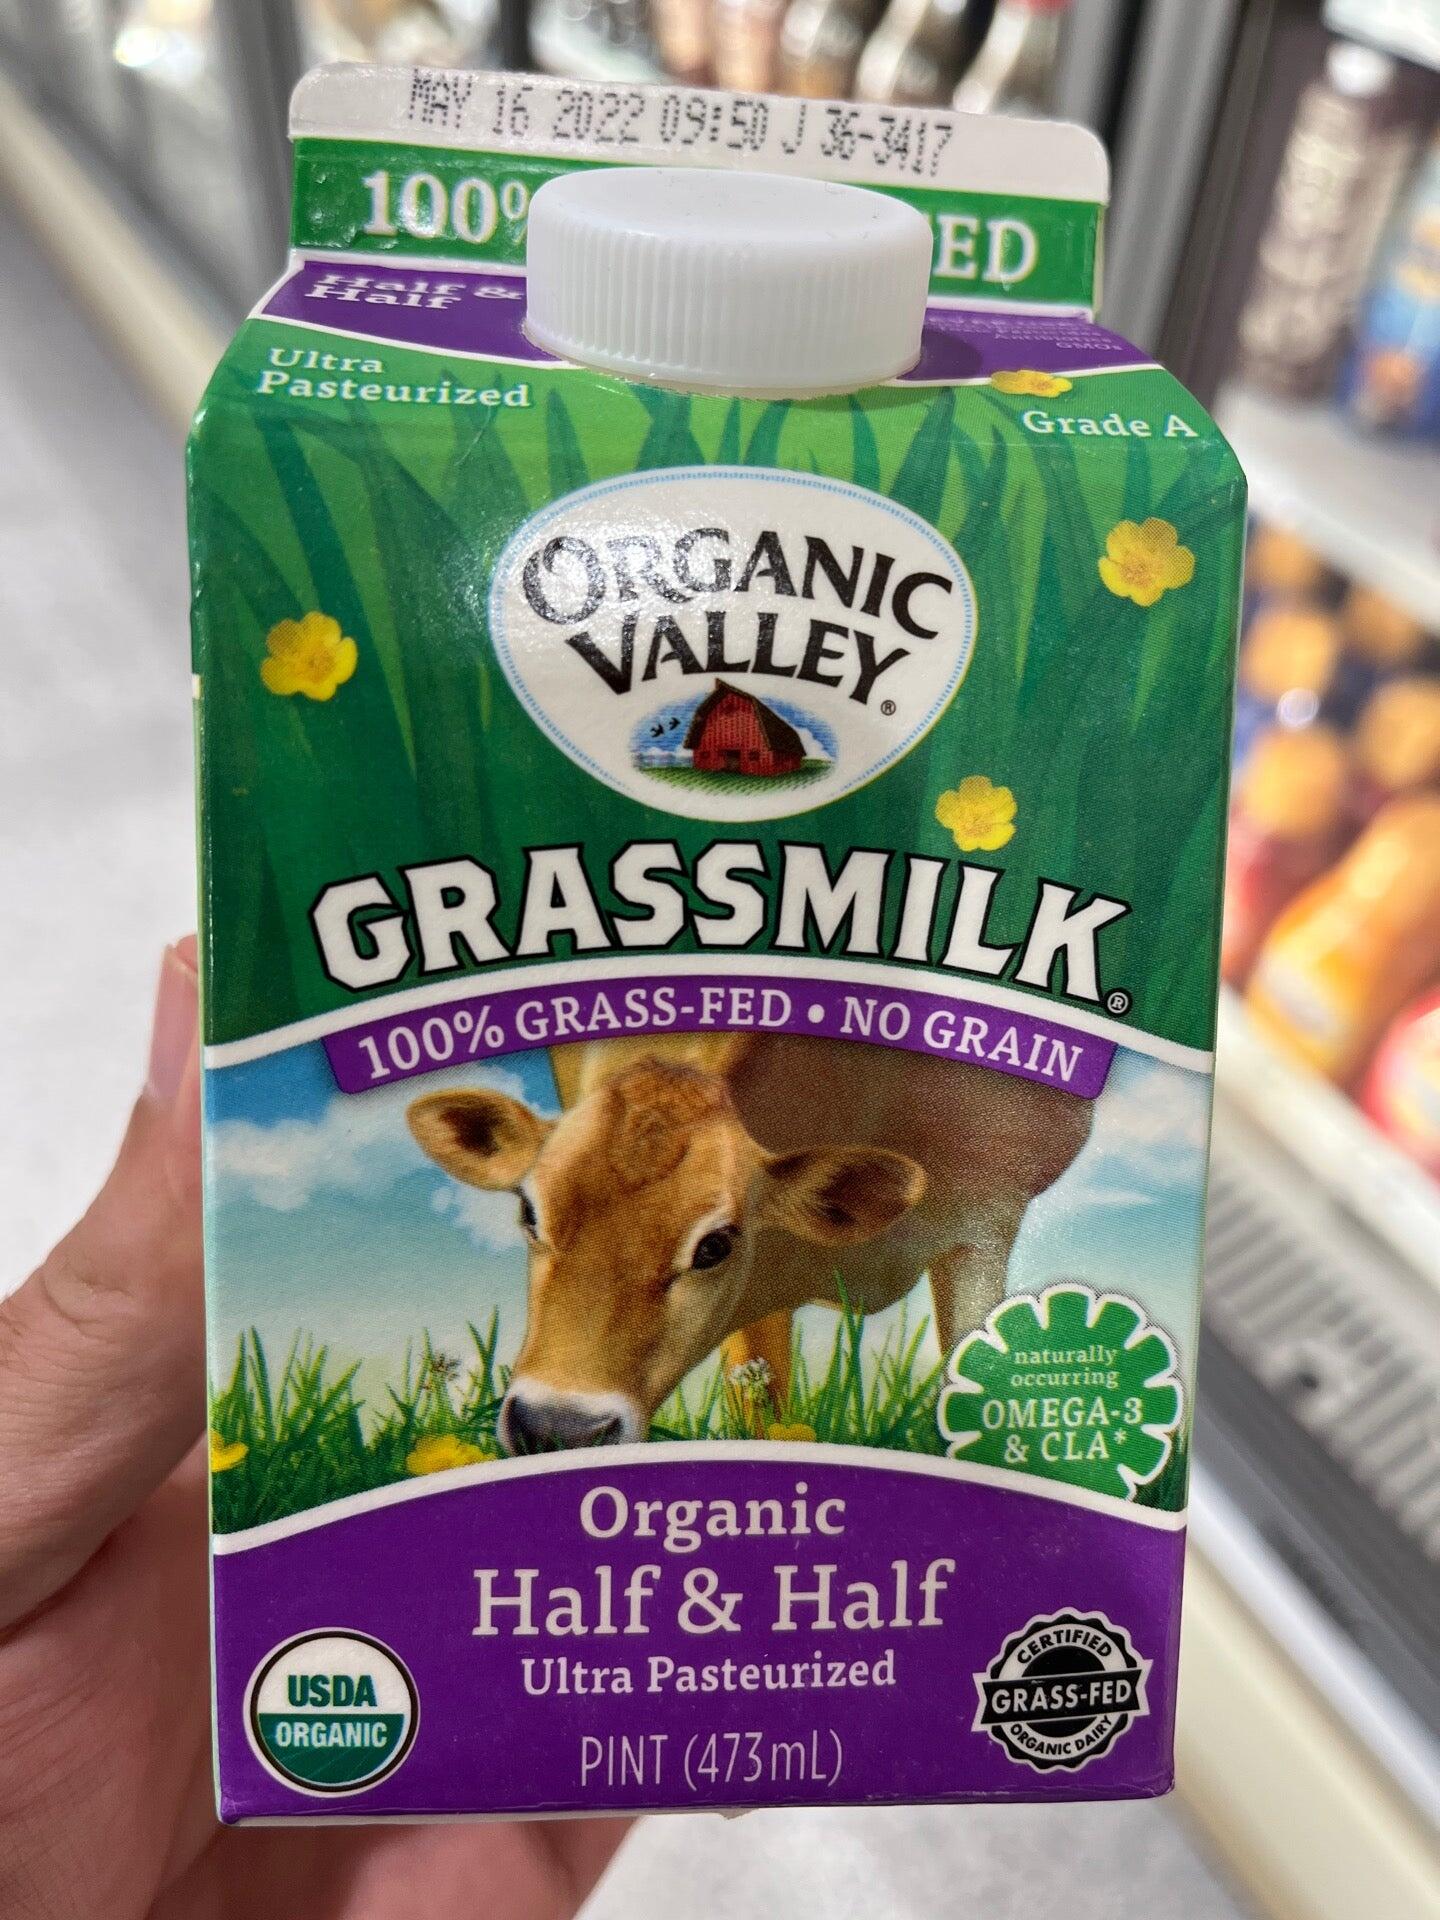 MAY 16 2022 09:50 J 36-3417
100%
ED
Half &
Half
Antibiotics
GMOs
Ultra
Pasteurized
Grade A
ORGANIC
VALLEY®
GRASSMILK®
100% GRASS-FED • NO GRAIN
naturally
occurring
OMEGA-3
& CLA*
Organic
Half & Half
Ultra Pasteurized
PINT (473mL)
USDA
ORGANIC
CERTIFIED
GRASS-FED
ORGANIC DAIRY